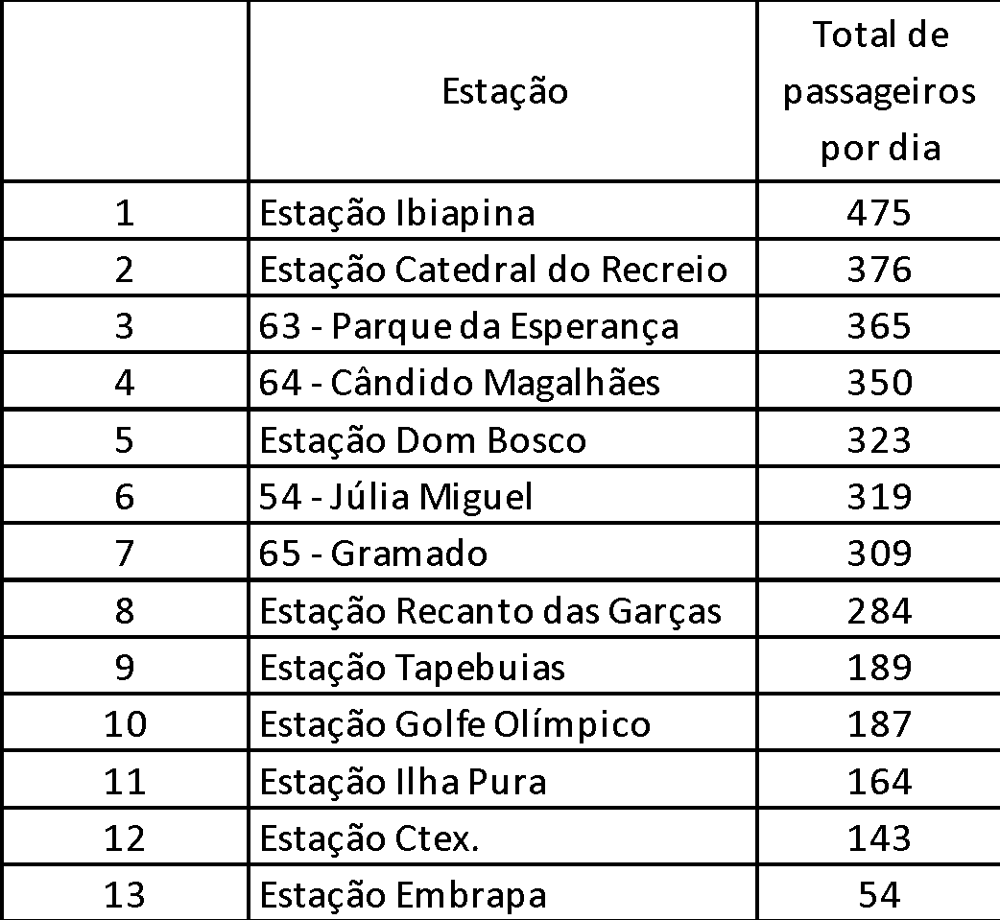 Estação
Total de
passageiros
por dia
1 Estação Ibiapina 475
2 Estação Catedral do Recreio 376
3 63 - Parque da Esperança 365
4 64 - Cândido Magalhães 350
5 Estação Dom Bosco 323
6 54 - Júlia Miguel 319
7 65 - Gramado 309
8 Estação Recanto das Garças 284
9 Estação Tapebuias 189
10 Estação Golfe Olímpico 187
11 Estação Ilha Pura 164
12 Estação Ctex. 143
13 Estação Embrapa 54